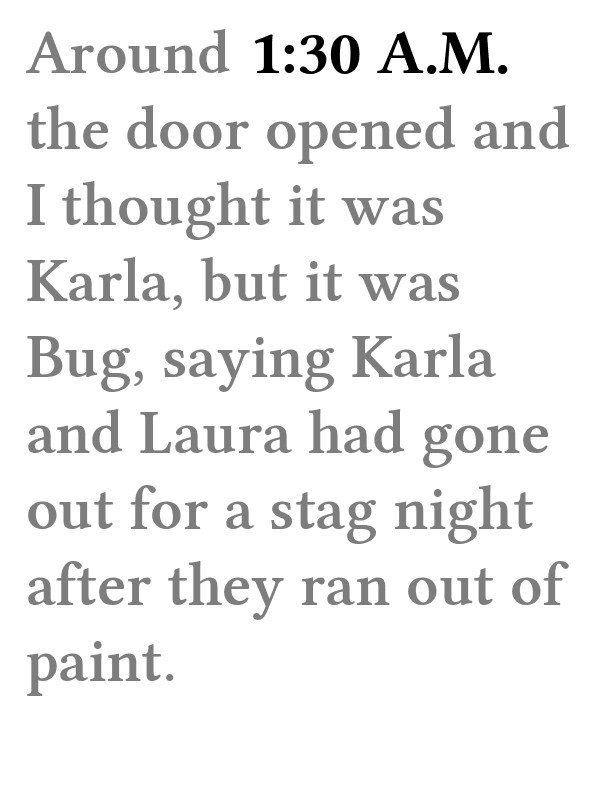 Around 1:30 A.M.
the door opened and
I thought it was
Karla, but it was
Bug, saying Karla
and Laura had gone
out for a stag night
after they ran out of
paint.